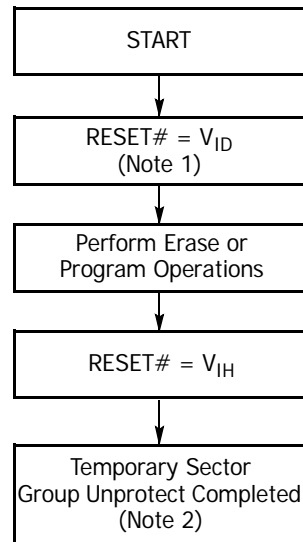 START
RESET# = V_ID
(Note 1)
Perform Erase or
Program Operations
RESET# = V_IH
Temporary Sector
Group Unprotect Completed
(Note 2)